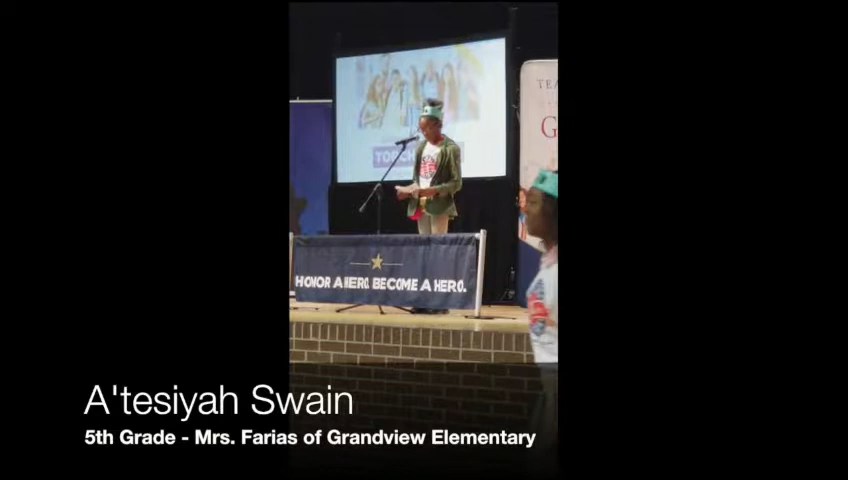 HONOR A HERO. BECOME A HERO.
A'tesiyah Swain
5th Grade - Mrs. Farias of Grandview Elementary